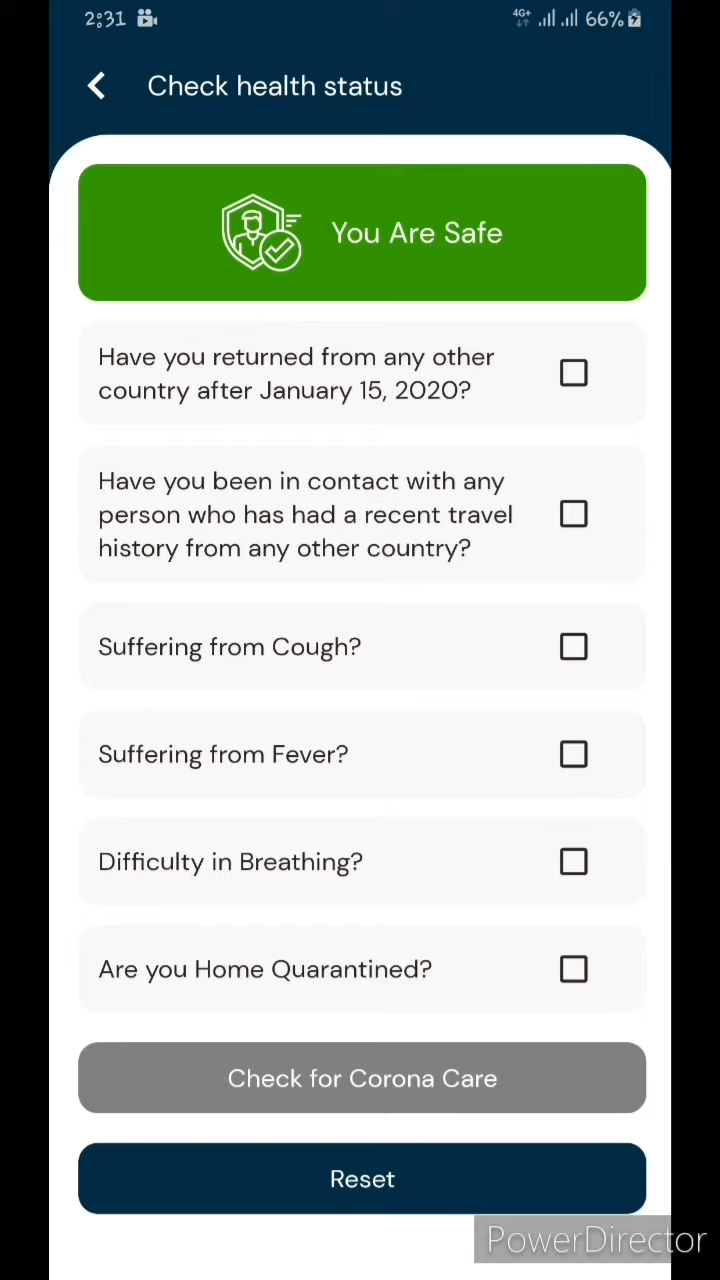 2:31 4G+ 66%
Check health status
You Are Safe
Have you returned from any other
country after January 15, 2020?
Have you been in contact with any
person who has had a recent travel
history from any other country?
Suffering from Cough?
Suffering from Fever?
Difficulty in Breathing?
Are you Home Quarantined?
Check for Corona Care
Reset
PowerDirector